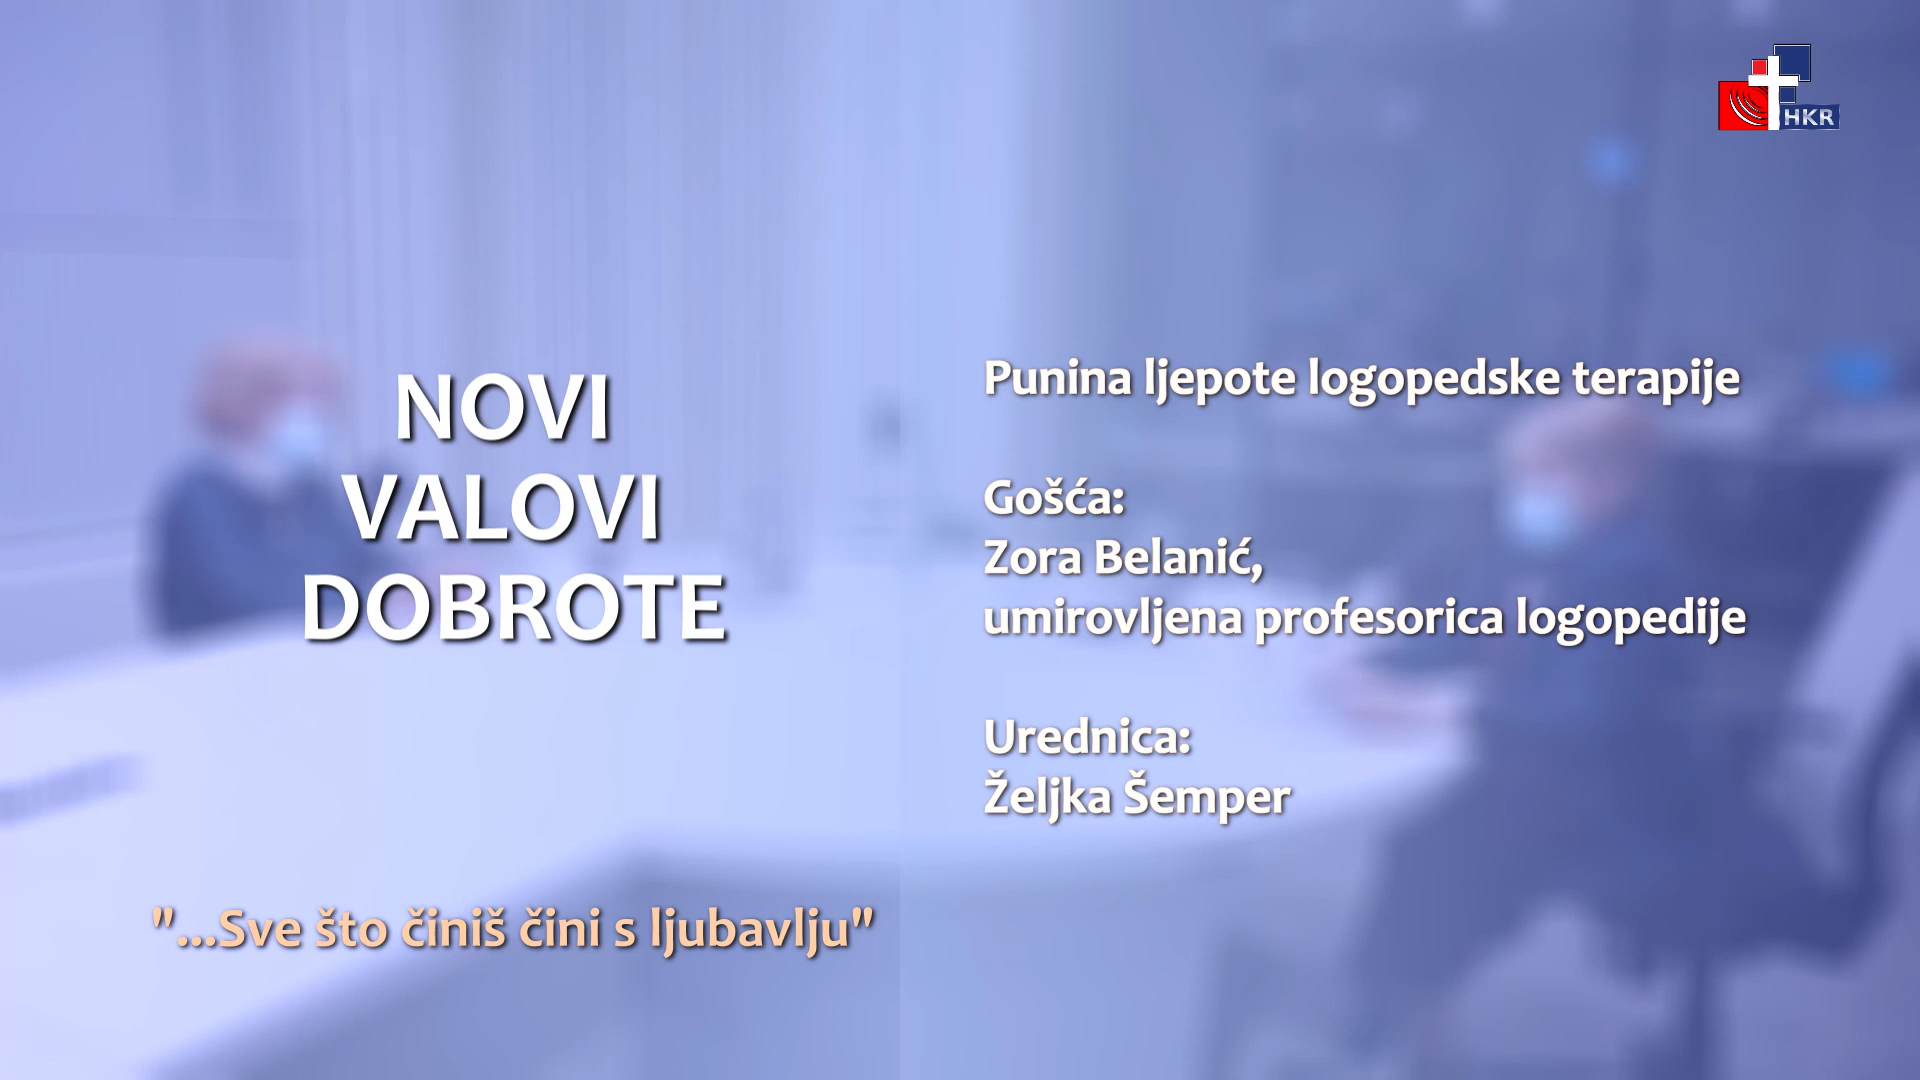 HKR
NOVI
VALOVI
DOBROTE
"...Sve što činiš čini s ljubavlju"
Punina ljepote logopedske terapije
Gošća:
Zora Belanić,
umirovljena profesorica logopedije
Urednica:
Željka Šemper